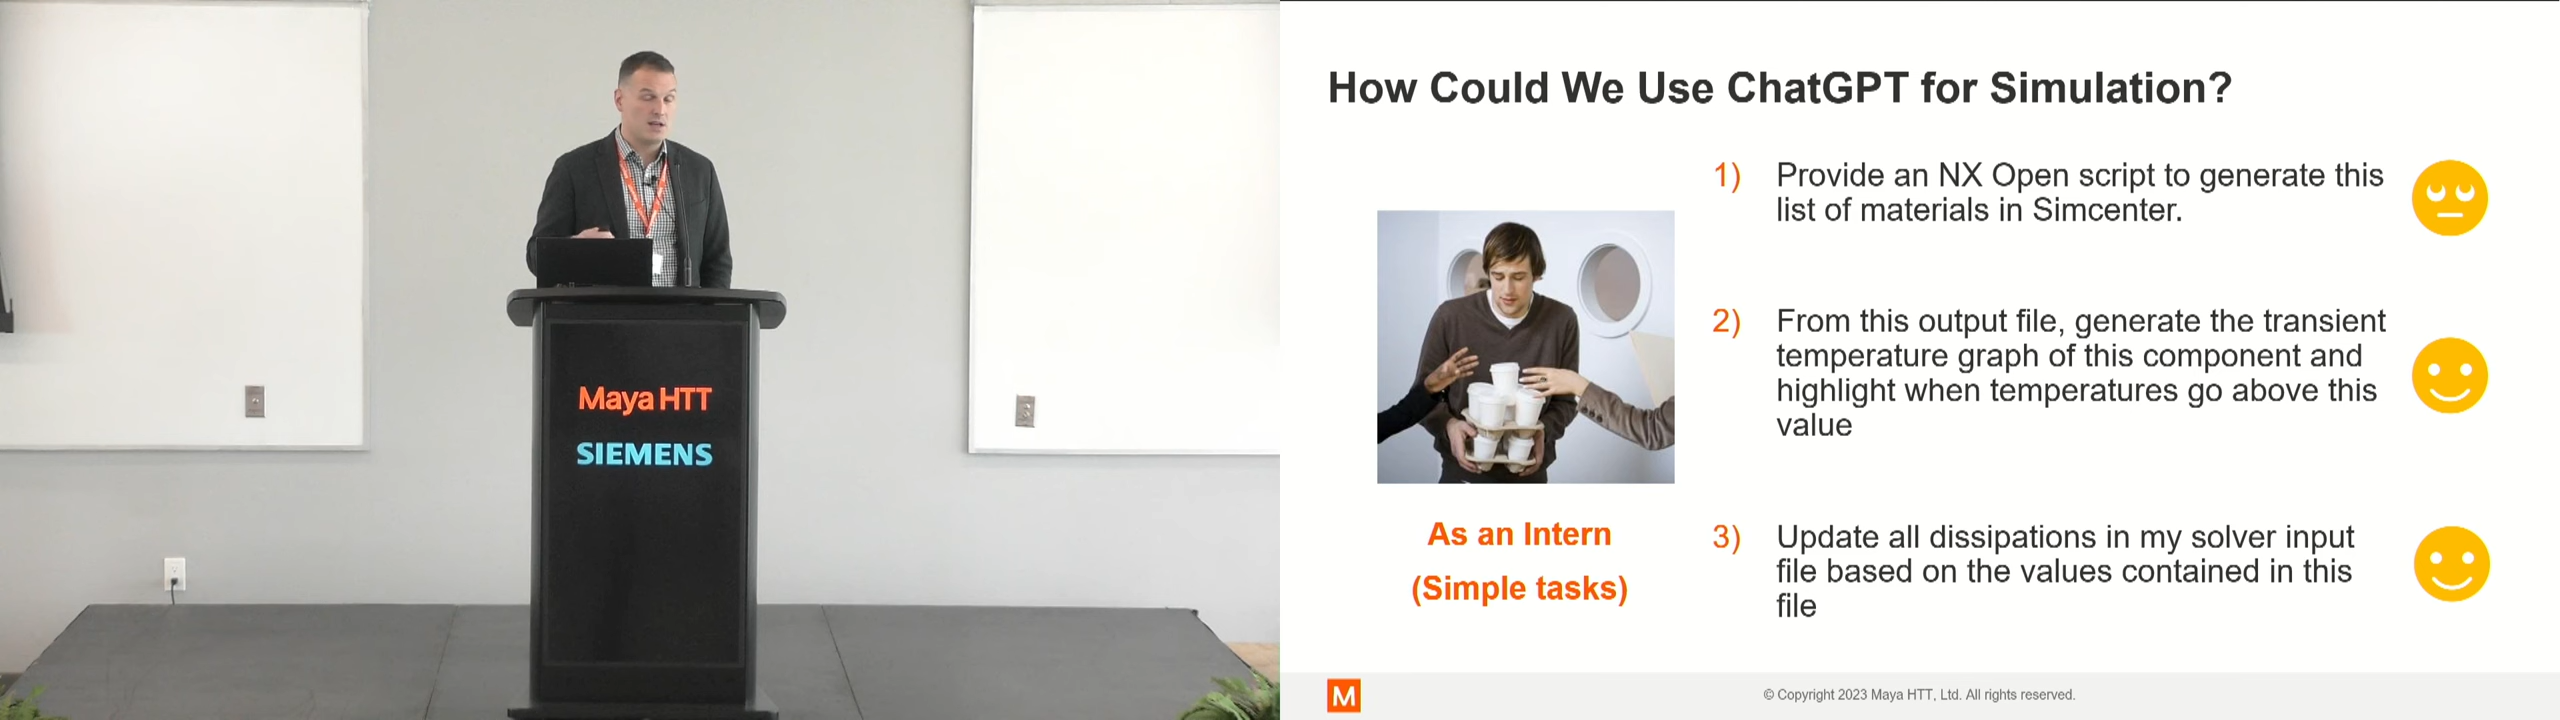 Maya HTT
SIEMENS
How Could We Use ChatGPT for Simulation?
1) Provide an NX Open script to generate this
list of materials in Simcenter.
2) From this output file, generate the transient
temperature graph of this component and
highlight when temperatures go above this
value
3) Update all dissipations in my solver input
file based on the values contained in this
file
As an Intern
(Simple tasks)
M
© Copyright 2023 Maya HTT, Ltd. All rights reserved.